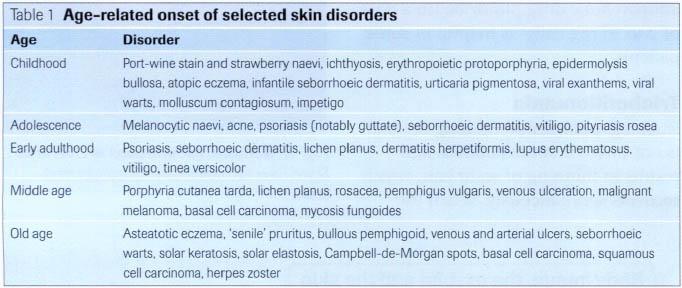 Table 1 Age-related onset of selected skin disorders
Age Disorder
Childhood Port-wine stain and strawberry naevi, ichthyosis, erythropoietic protoporphyria, epidermolysis
bullosa, atopic eczema, infantile seborrhoeic dermatitis, urticaria pigmentosa, viral exanthems, viral
warts, molluscum contagiosum, impetigo
Adolescence Melanocytic naevi, acne, psoriasis (notably guttate), seborrhoeic dermatitis, vitiligo, pityriasis rosea
Early adulthood Psoriasis, seborrhoeic dermatitis, lichen planus, dermatitis herpetiformis, lupus erythematosus,
vitiligo, tinea versicolor
Middle age Porphyria cutanea tarda, lichen planus, rosacea, pemphigus vulgaris, venous ulceration, malignant
melanoma, basal cell carcinoma, mycosis fungoides
Old age Asteatotic eczema, 'senile' pruritus, bullous pemphigoid, venous and arterial ulcers, seborrhoeic
warts, solar keratosis, solar elastosis, Campbell-de-Morgan spots, basal cell carcinoma, squamous
cell carcinoma, herpes zoster